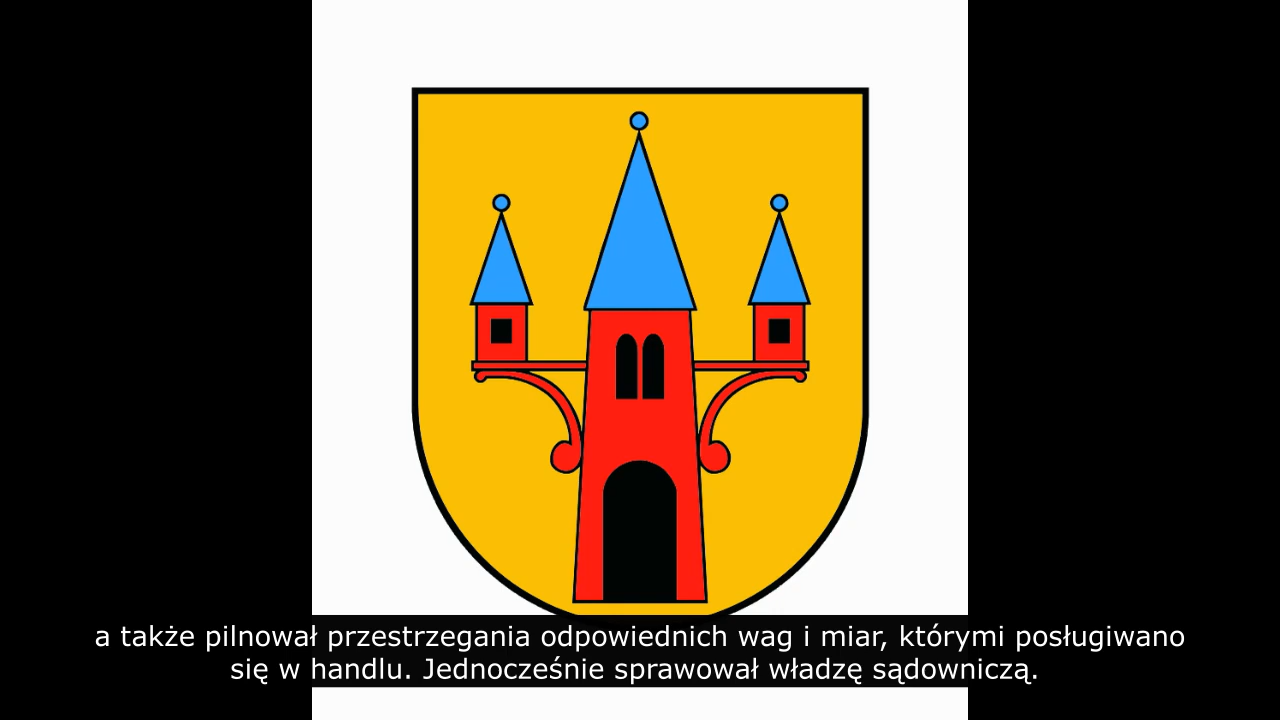 a także pilnował przestrzegania odpowiednich wag i miar, którymi posługiwano
się w handlu. Jednocześnie sprawował władzę sądowniczą.